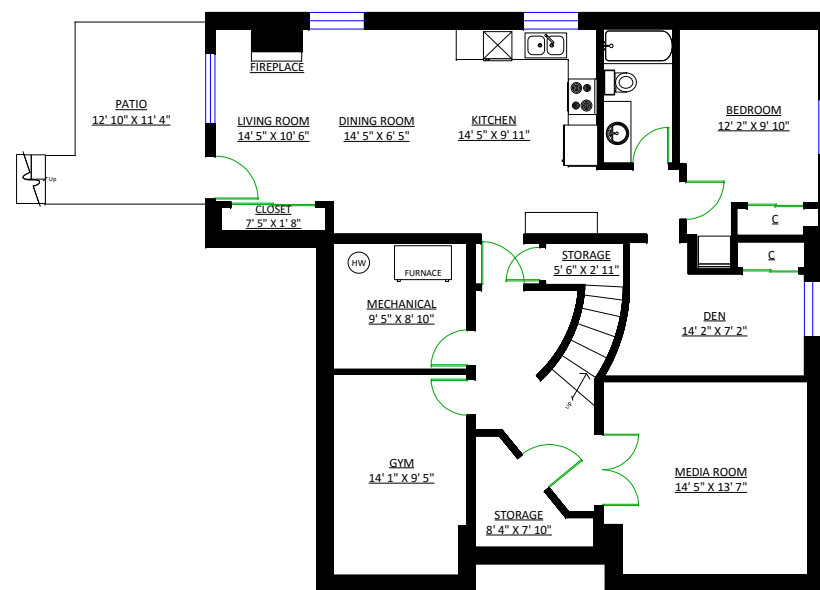 FIREPLACE
PATIO
12' 10" X 11' 4"
LIVING ROOM
14' 5" X 10' 6"
DINING ROOM
14' 5" X 6' 5"
KITCHEN
14' 5" X 9' 11"
BEDROOM
12' 2" X 9' 10"
Up
CLOSET
7' 5" X 1' 8"
C
C
HW
FURNACE
STORAGE
5' 6" X 2' 11"
MECHANICAL
9' 5" X 8' 10"
DEN
14' 2" X 7' 2"
Up
GYM
14' 1" X 9' 5"
MEDIA ROOM
14' 5" X 13' 7"
STORAGE
8' 4" X 7' 10"